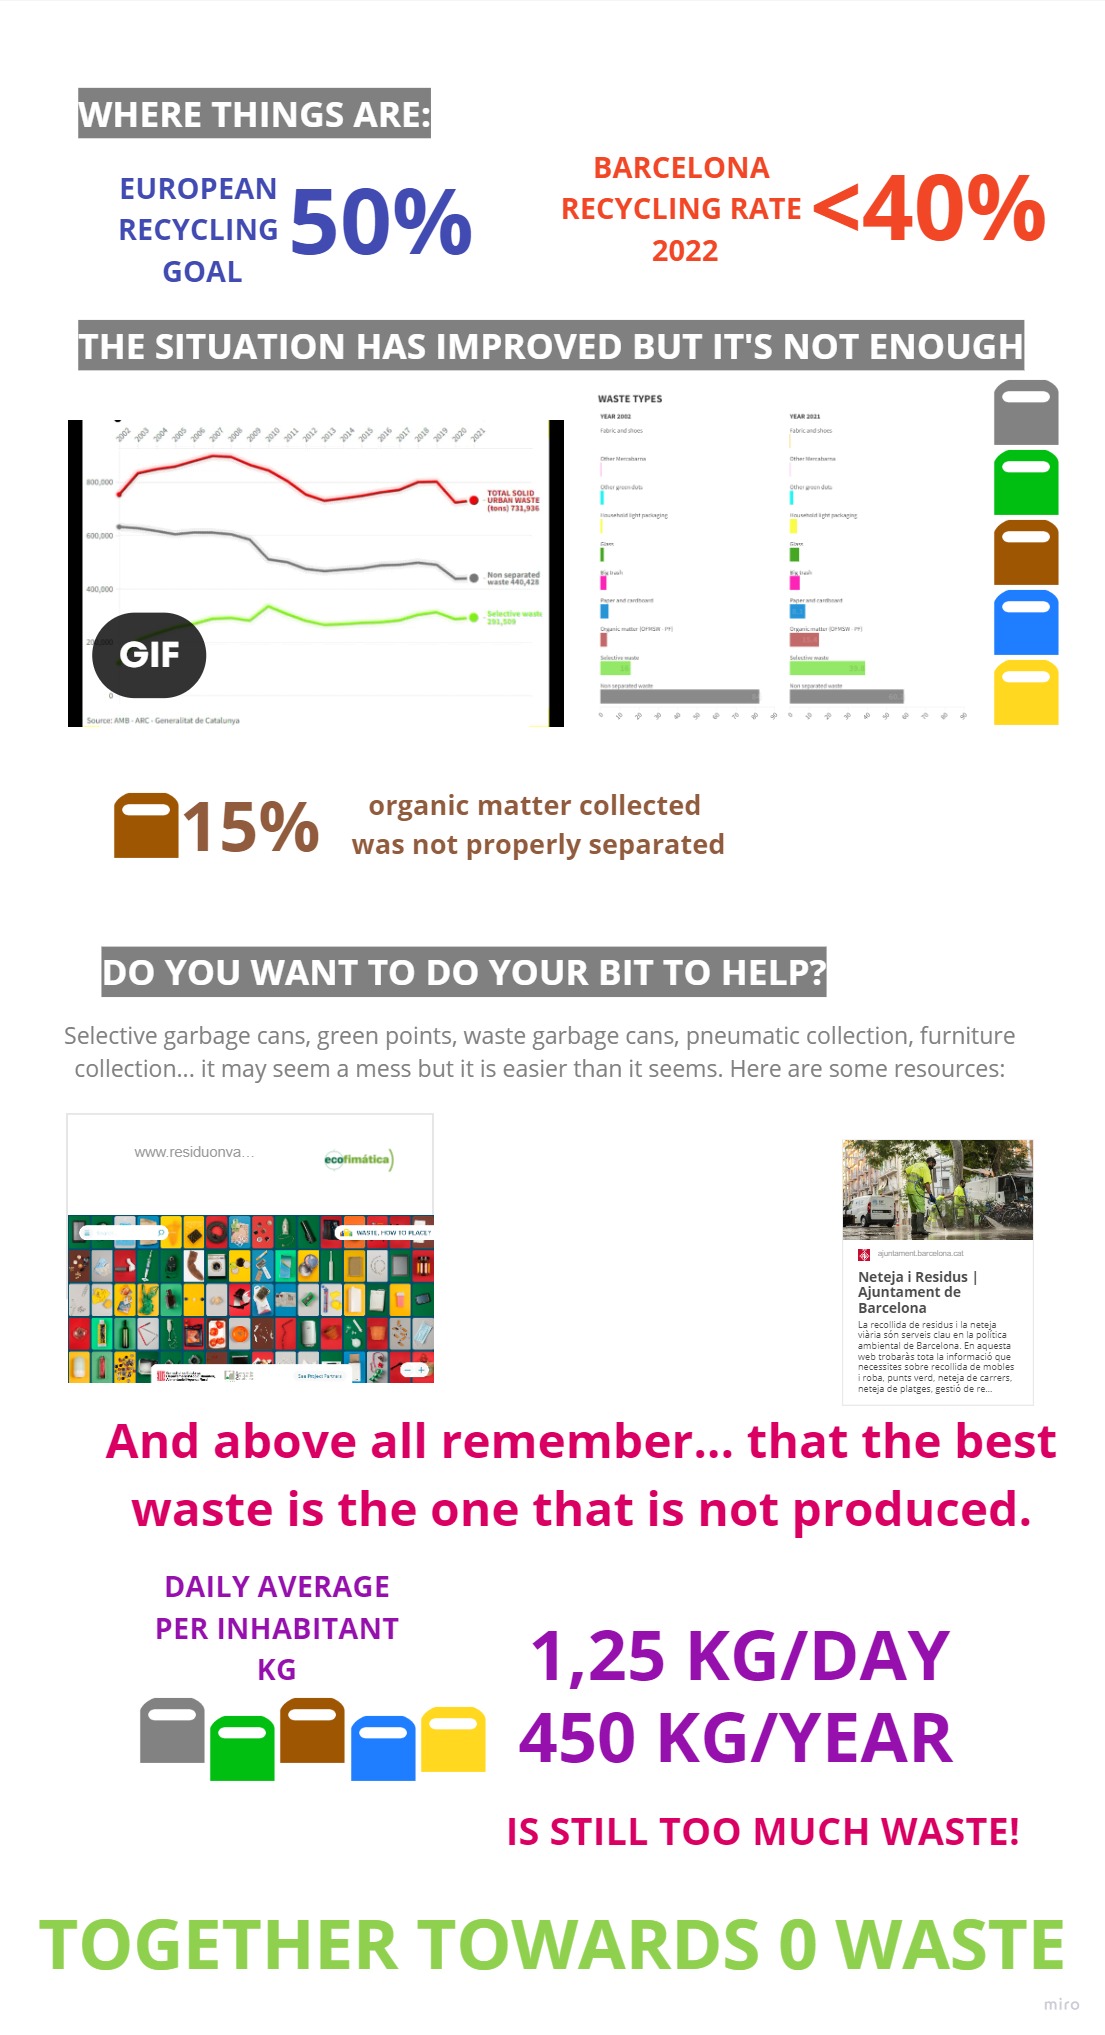 WHERE THINGS ARE:
EUROPEAN
RECYCLING
GOAL
50%
BARCELONA
RECYCLING RATE
2022
<40%
THE SITUATION HAS IMPROVED BUT IT'S NOT ENOUGH
2002 2003 2004 2005 2006 2007 2008 2009 2010 2011 2012 2013 2014 2015 2016 2017 2018 2019 2020 2021
800,000
600,000
400,000
0
TOTAL SOLID
URBAN WASTE
(tons) 731,936
Non separated
waste 440,428
Selective waste
291,509
GIF
Source: AMB - ARC - Generalitat de Catalunya
WASTE TYPES
YEAR 2002
Fabric and shoes
Other Mercabarna
Other green dots
Household light packaging
Glass
Big trash
Paper and cardboard
Organic matter (OFMSW - PF)
Selective waste
Non separated waste
0 10 20 30 40 50 60 70 80 90
YEAR 2021
Fabric and shoes
Other Mercabarna
Other green dots
Household light packaging
Glass
Big trash
Paper and cardboard
Organic matter (OFMSW - PF)
Selective waste
Non separated waste
0 10 20 30 40 50 60 70 80 90
15%
organic matter collected
was not properly separated
DO YOU WANT TO DO YOUR BIT TO HELP?
Selective garbage cans, green points, waste garbage cans, pneumatic collection, furniture
collection... it may seem a mess but it is easier than it seems. Here are some resources:
www.residuonva...
ecofimática)
WASTE, HOW TO PLACE?
See Project Partners
ajuntament.barcelona.cat
Neteja i Residus |
Ajuntament de
Barcelona
La recollida de residus i la neteja
viària són serveis clau en la política
ambiental de Barcelona. En aquesta
web trobaràs tota la informació que
necessites sobre recollida de mobles
i roba, punts verd, neteja de carrers,
neteja de platges, gestió de re...
And above all remember... that the best
waste is the one that is not produced.
DAILY AVERAGE
PER INHABITANT
KG
1,25 KG/DAY
450 KG/YEAR
IS STILL TOO MUCH WASTE!
TOGETHER TOWARDS 0 WASTE
miro